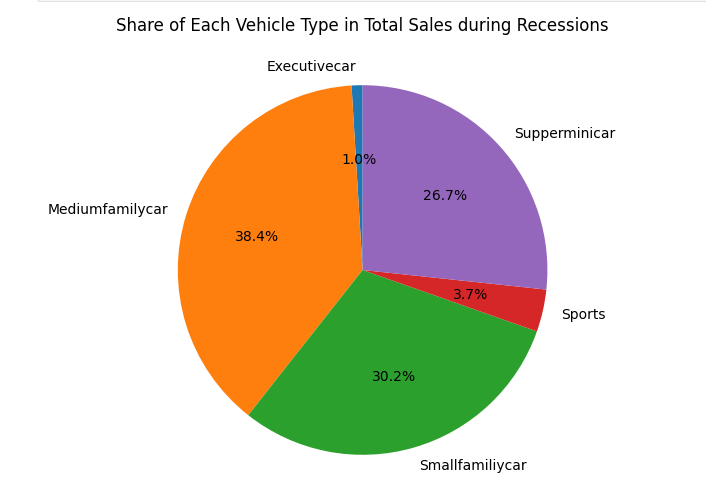 Share of Each Vehicle Type in Total Sales during Recessions
Executivecar
1.0%
Supperminicar
26.7%
Mediumfamilycar
38.4%
3.7%
Sports
30.2%
Smallfamiliycar